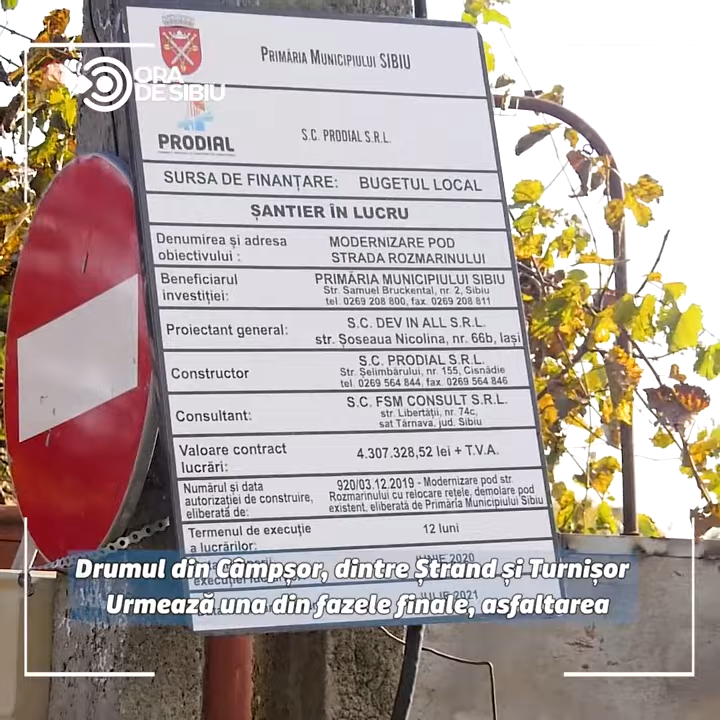 ORA
DE SIBIU
PRIMĂRIA MUNICIPIULUI SIBIU
PRODIAL
S.C. PRODIAL S.R.L.
SURSA DE FINANȚARE: BUGETUL LOCAL
ȘANTIER ÎN LUCRU
Denumirea și adresa obiectivului :
MODERNIZARE POD
STRADA ROZMARINULUI
Beneficiarul
investiției:
PRIMĂRIA MUNICIPIULUI SIBIU
Str. Samuel Bruckental, nr. 2, Sibiu
tel. 0269 208 800, fax. 0269 208 811
Proiectant general:
S.C. DEV IN ALL S.R.L.
str. Șoseaua Nicolina, nr. 66b, Iași
Constructor
S.C. PRODIAL S.R.L.
Str. Șelimbărului, nr. 155, Cisnădie
tel. 0269 564 844, fax. 0269 564 846
Consultant:
S.C. FSM CONSULT S.R.L.
str. Libertății, nr. 74c,
sat Târnava, jud. Sibiu
Valoare contract
lucrări:
4.307.328,52 lei + T.V.A.
Numărul și data
autorizației de construire,
eliberată de:
920/03.12.2019 - Modernizare pod str.
Rozmarinului cu relocare rețele, demolare pod
existent, eliberată de Primăria Municipiului Sibiu
Termenul de execuție
a lucrărilor:
12 luni
IUNIE 2020
IULIE 2021
Drumul din Câmpșor, dintre Ștrand și Turnișor
Urmează una din fazele finale, asfaltarea